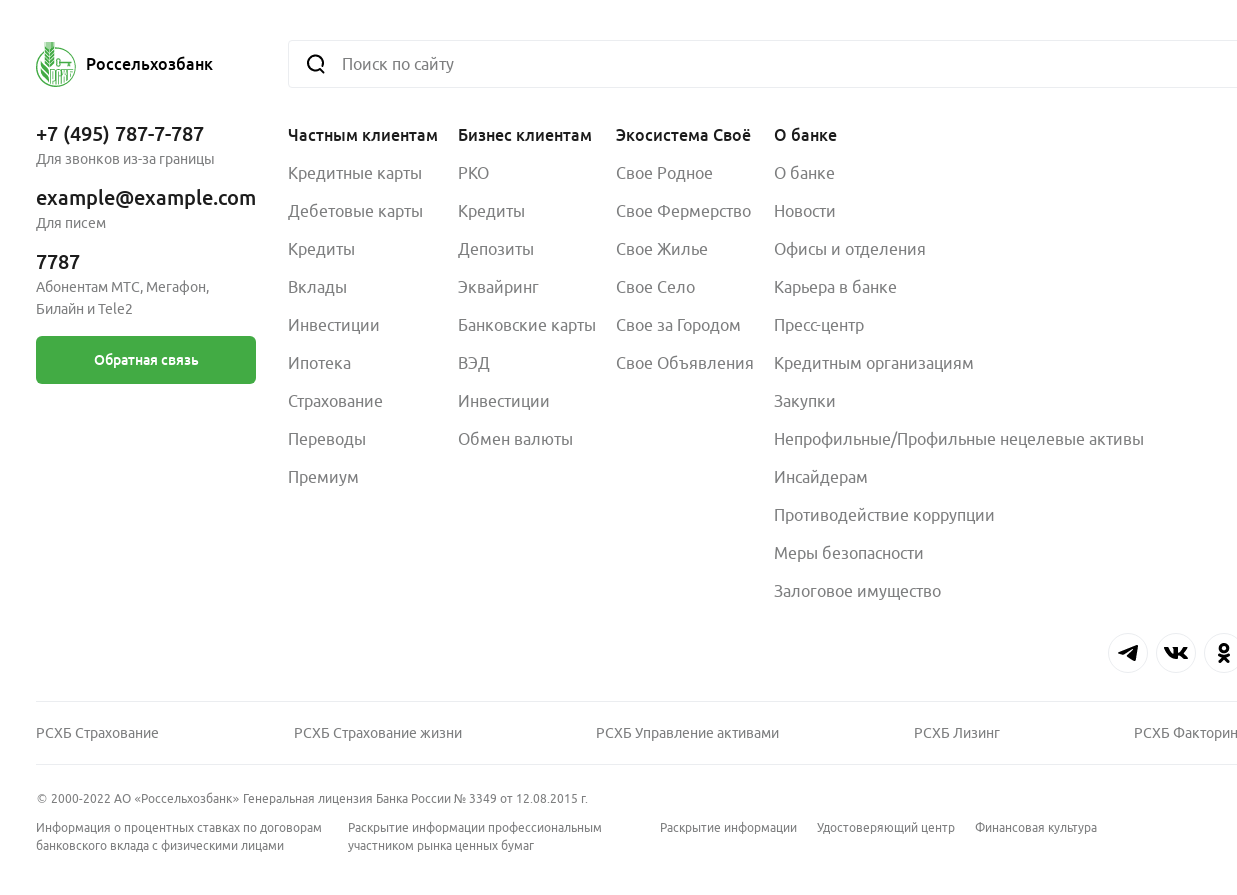 Россельхозбанк
Поиск по сайту
+7 (495) 787-7-787
Для звонков из-за границы
example@example.com
Для писем
7787
Абонентам МТС, Мегафон,
Билайн и Tele2
Обратная связь
Частным клиентам
Кредитные карты
Дебетовые карты
Кредиты
Вклады
Инвестиции
Ипотека
Страхование
Переводы
Премиум
Бизнес клиентам
РКО
Кредиты
Депозиты
Эквайринг
Банковские карты
ВЭД
Инвестиции
Обмен валюты
Экосистема Своё
Свое Родное
Свое Фермерство
Свое Жилье
Свое Село
Свое за Городом
Свое Объявления
О банке
О банке
Новости
Офисы и отделения
Карьера в банке
Пресс-центр
Кредитным организациям
Закупки
Непрофильные/Профильные нецелевые активы
Инсайдерам
Противодействие коррупции
Меры безопасности
Залоговое имущество
РСХБ Страхование
РСХБ Страхование жизни
РСХБ Управление активами
РСХБ Лизинг
РСХБ Факторин
© 2000-2022 АО «Россельхозбанк» Генеральная лицензия Банка России № 3349 от 12.08.2015 г.
Информация о процентных ставках по договорам
банковского вклада с физическими лицами
Раскрытие информации профессиональным
участником рынка ценных бумаг
Раскрытие информации
Удостоверяющий центр
Финансовая культура